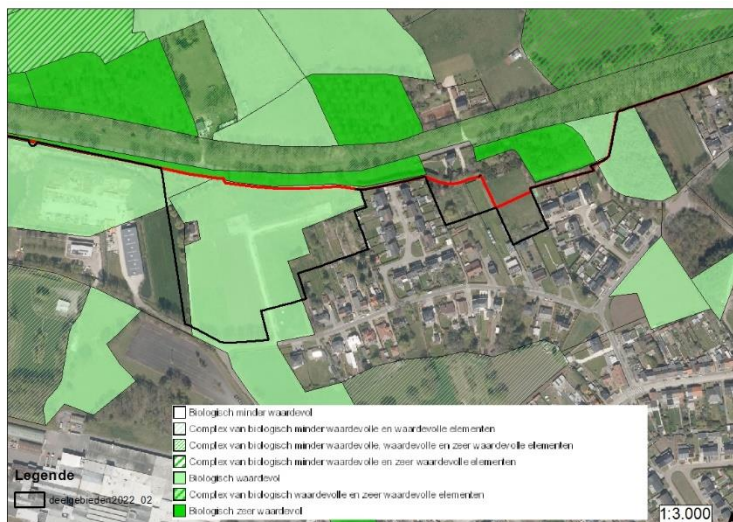 Biologisch minder waardevol
Complex van biologisch minder waardevolle en waardevolle elementen
Complex van biologisch minder waardevolle, waardevolle en zeer waardevolle elementen
Complex van biologisch minder waardevolle en zeer waardevolle elementen
Biologisch waardevol
Complex van biologisch waardevolle en zeer waardevolle elementen
Biologisch zeer waardevol
Legende
deelgebieden2022_02
1:3.000